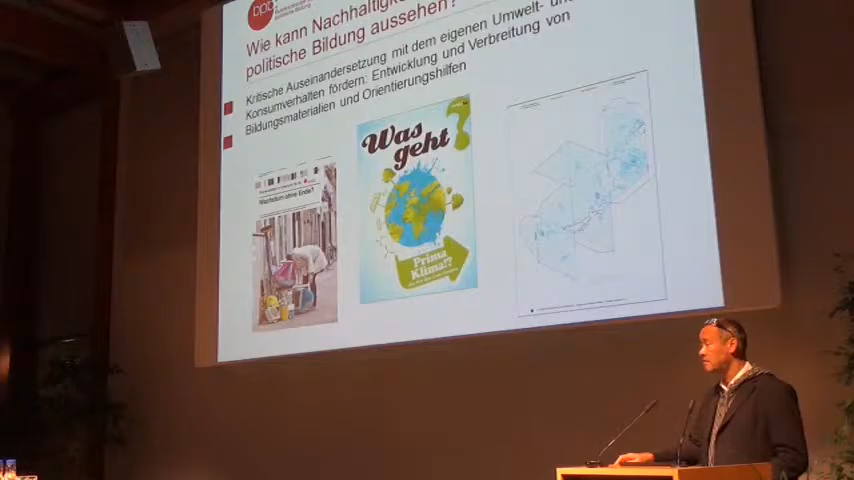 bpb
Wie kann Nachhaltigk
politische Bildung aussehen?
Kritische Auseinandersetzung mit dem eigenen Umwelt- und
Konsumverhalten fördern: Entwicklung und Verbreitung von
Bildungsmaterialien und Orientierungshilfen
Wachstum ohne Ende?
Was
geht
Prima
Klima!?